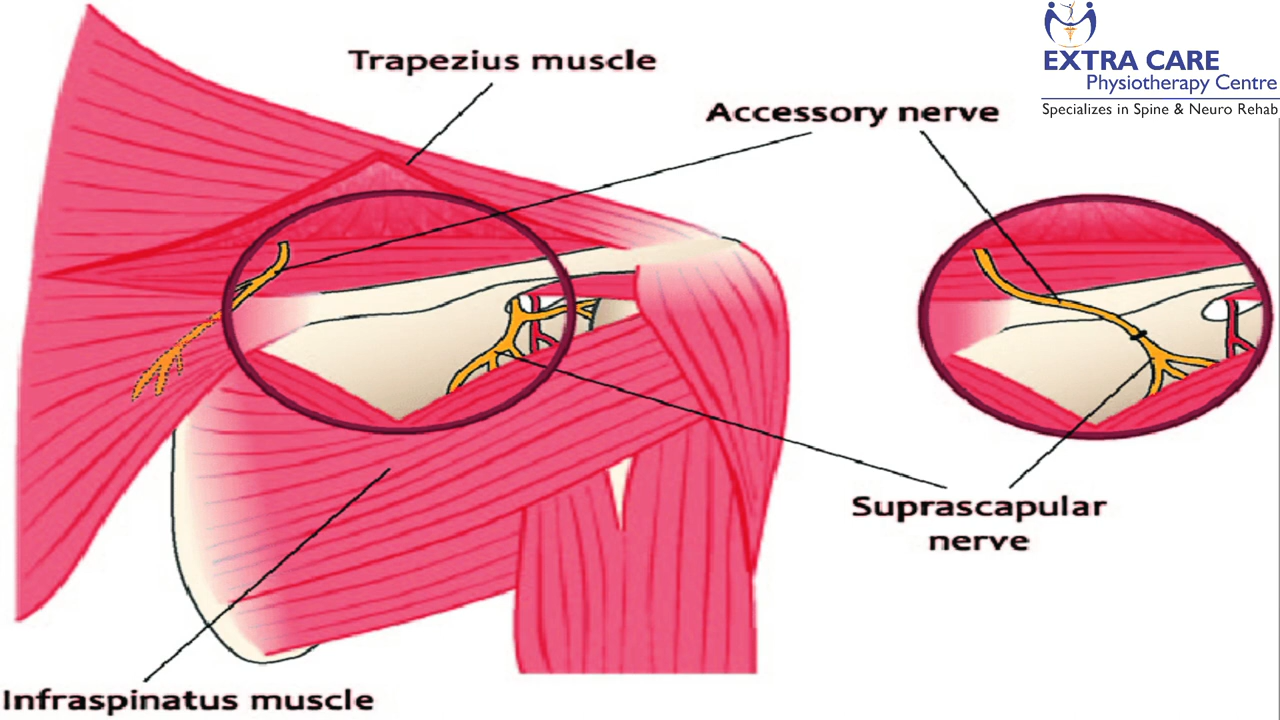 EXTRA CARE
Physiotherapy Centre
Specializes in Spine & Neuro Rehab
Trapezius muscle
Accessory nerve
Suprascapular
nerve
Infraspinatus muscle